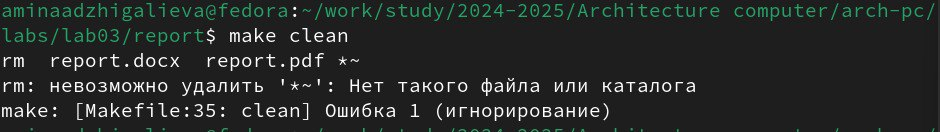 aminaadzhigalieva@fedora:~/work/study/2024-2025/Architecture computer/arch-pc/
labs/lab03/report$ make clean
rm  report.docx  report.pdf *~
rm: невозможно удалить '*~': Нет такого файла или каталога
make: [Makefile:35: clean] Ошибка 1 (игнорирование)